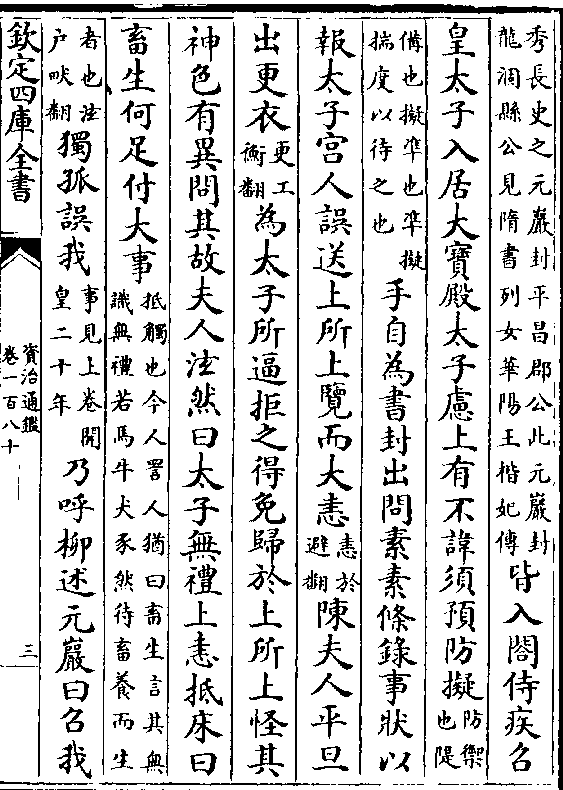 秀長史之元巖封平昌郡公此元巖封
龍涸縣公見隋書列女華陽王楷妃傳
皆入閤侍疾召
皇太子入居大寶殿太子慮上有不諱須預防擬
防禦
也隄
備也擬準也準擬
揣度以待之也
手自為書封出問素素條錄事狀以
報太子宮人誤送上所上覽而大恚
恚於
避翻
陳夫人平旦
出更衣
更工
衡翻
為太子所逼拒之得免歸於上所上怪其
神色有異問其故夫人泫然曰太子無禮上恚抵床曰
畜生何足付大事
抵觸也今人詈人猶曰畜生言其無
識無禮若馬牛犬豕然待畜養而生
者也泫
户畎翻
獨孤誤我
事見上卷開
皇二十年
乃呼柳述元巖曰召我
欽定四庫全書
資治通鑑
卷一百八十
三